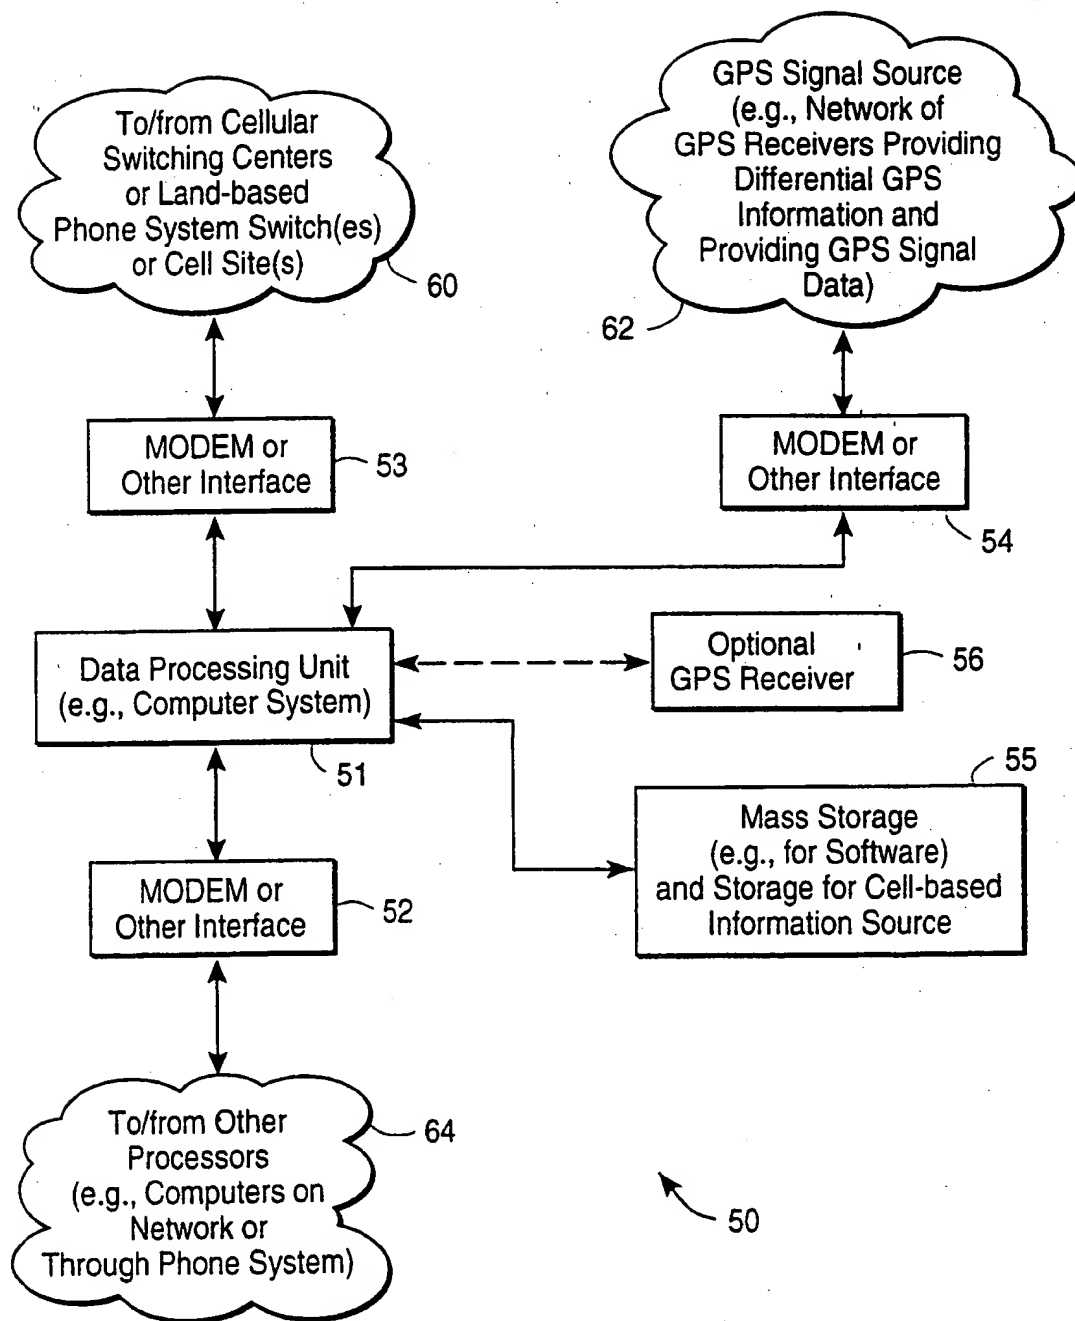 To/from Cellular
Switching Centers
or Land-based
Phone System Switch(es)
or Cell Site(s)
60
GPS Signal Source
(e.g., Network of
GPS Receivers Providing
Differential GPS
Information and
Providing GPS Signal
Data)
62
MODEM or
Other Interface
53
MODEM or
Other Interface
54
Data Processing Unit
(e.g., Computer System)
51
Optional
GPS Receiver
56
55
Mass Storage
(e.g., for Software)
and Storage for Cell-based
Information Source
MODEM or
Other Interface
52
To/from Other
Processors
(e.g., Computers on
Network or
Through Phone System)
64
50